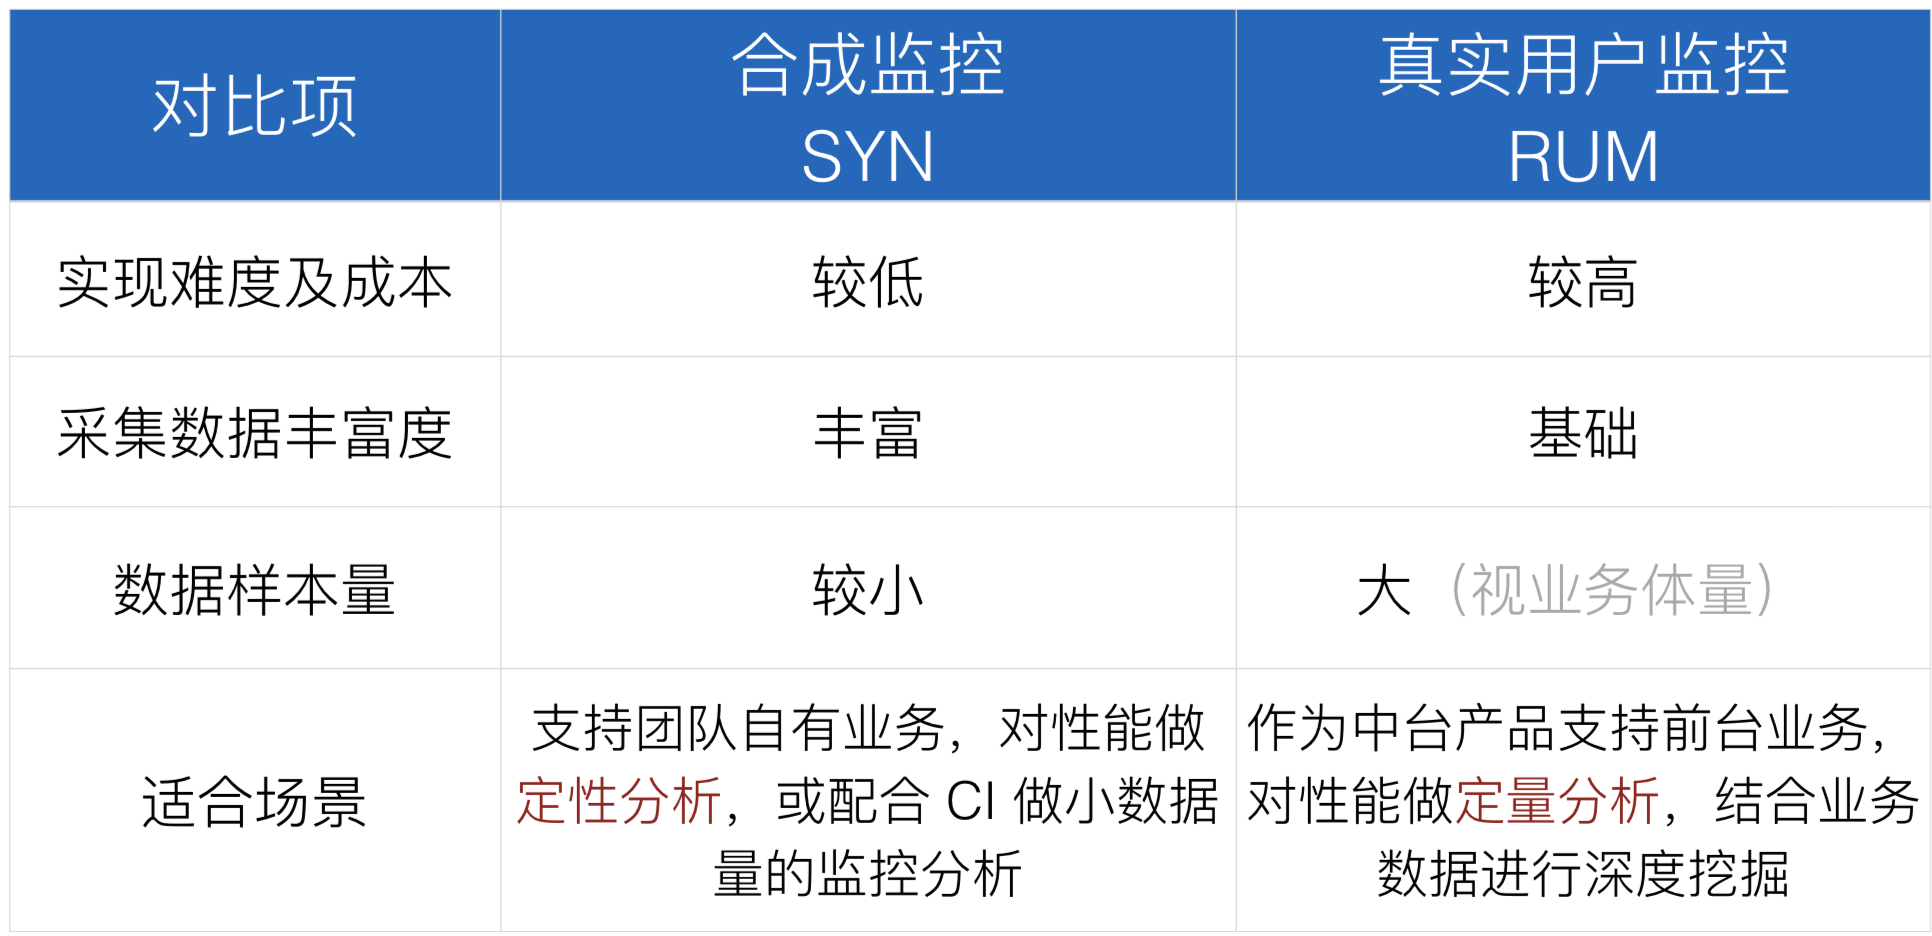 对比项
合成监控
SYN
真实用户监控
RUM
实现难度及成本
较低
较高
采集数据丰富度
丰富
基础
数据样本量
较小
大（视业务体量）
适合场景
支持团队自有业务，对性能做
定性分析，或配合 CI 做小数据
量的监控分析
作为中台产品支持前台业务，
对性能做定量分析，结合业务
数据进行深度挖掘